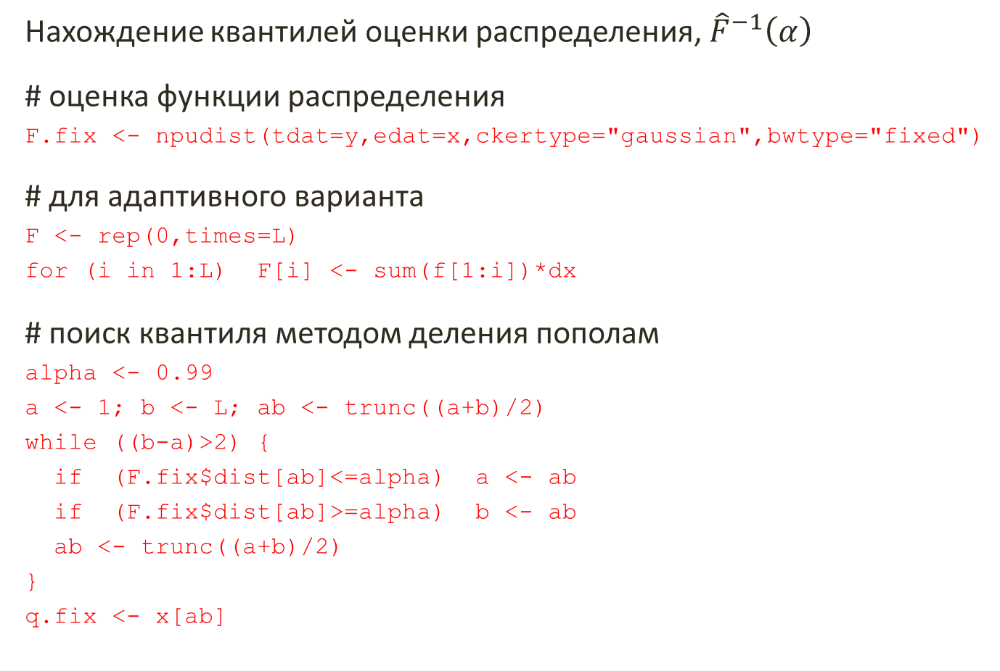 Нахождение квантилей оценки распределения, F̂⁻¹(α)
# оценка функции распределения
F.fix <- npudist(tdat=y,edat=x,ckertype="gaussian",bwtype="fixed")
# для адаптивного варианта
F <- rep(0,times=L)
for (i in 1:L)  F[i] <- sum(f[1:i])*dx
# поиск квантиля методом деления пополам
alpha <- 0.99
a <- 1; b <- L; ab <- trunc((a+b)/2)
while ((b-a)>2) {
  if  (F.fix$dist[ab]<=alpha)  a <- ab
  if  (F.fix$dist[ab]>=alpha)  b <- ab
  ab <- trunc((a+b)/2)
}
q.fix <- x[ab]